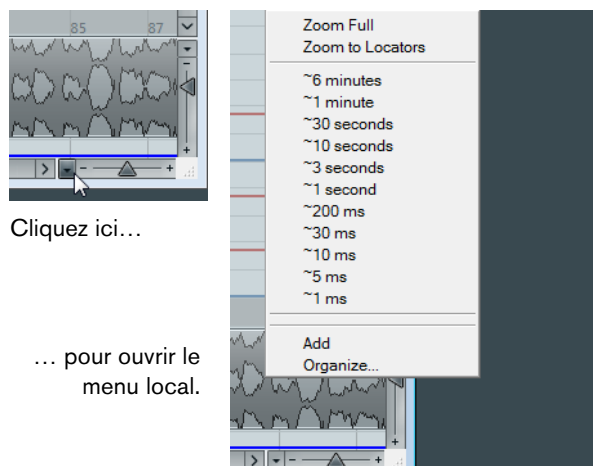 85 87
Cliquez ici…
… pour ouvrir le
menu local.
Zoom Full
Zoom to Locators
~6 minutes
~1 minute
~30 seconds
~10 seconds
~3 seconds
~1 second
~200 ms
~30 ms
~10 ms
~5 ms
~1 ms
Add
Organize...